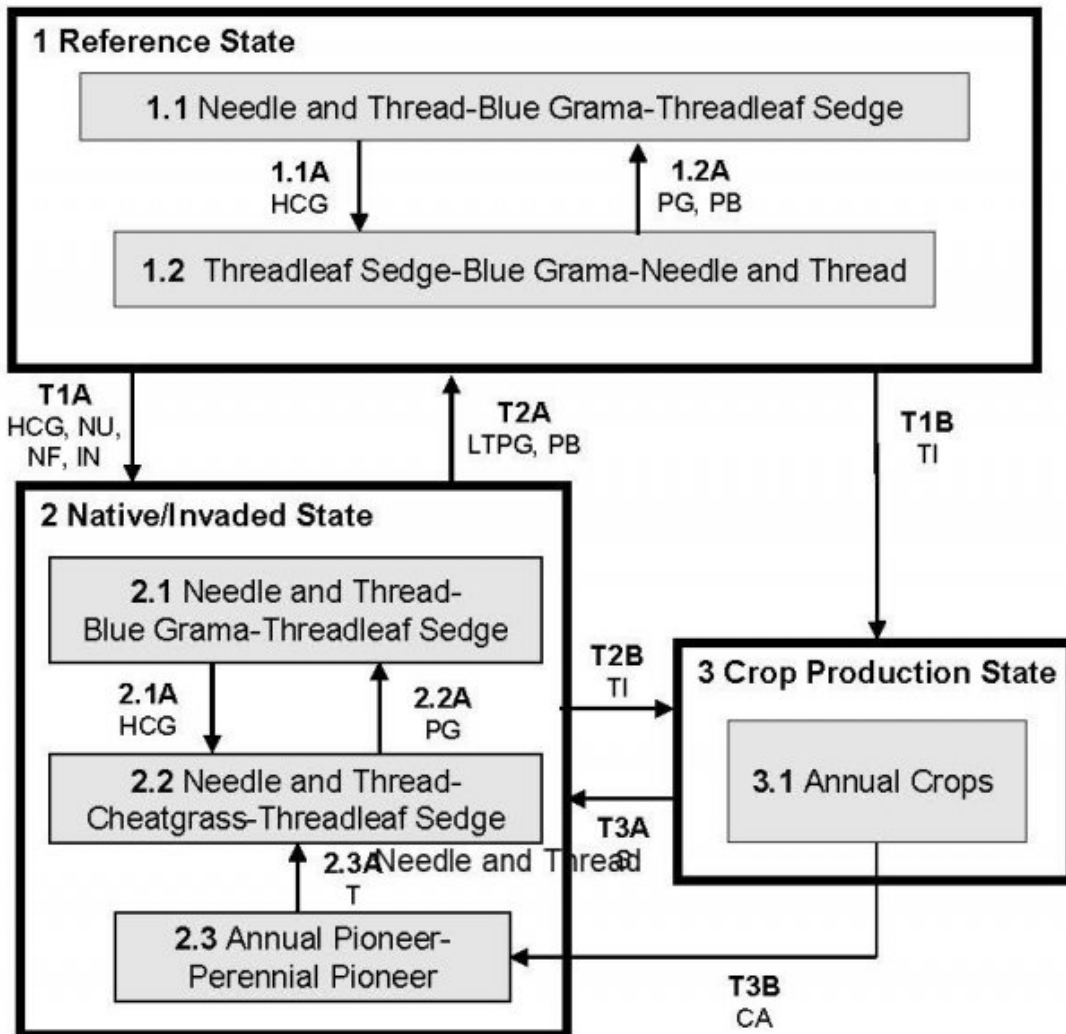 1 Reference State
1.1 Needle and Thread-Blue Grama-Threadleaf Sedge
1.1A
HCG
1.2A
PG, PB
1.2 Threadleaf Sedge-Blue Grama-Needle and Thread
T1A
HCG, NU,
NF, IN
T2A
LTPG, PB
T1B
TI
2 Native/Invaded State
2.1 Needle and Thread-
Blue Grama-Threadleaf Sedge
2.1A
HCG
2.2A
PG
2.2 Needle and Thread-
Cheatgrass-Threadleaf Sedge
2.3A
T
Needle and Thread
2.3 Annual Pioneer-
Perennial Pioneer
T2B
TI
3 Crop Production State
3.1 Annual Crops
T3A
S
T3B
CA